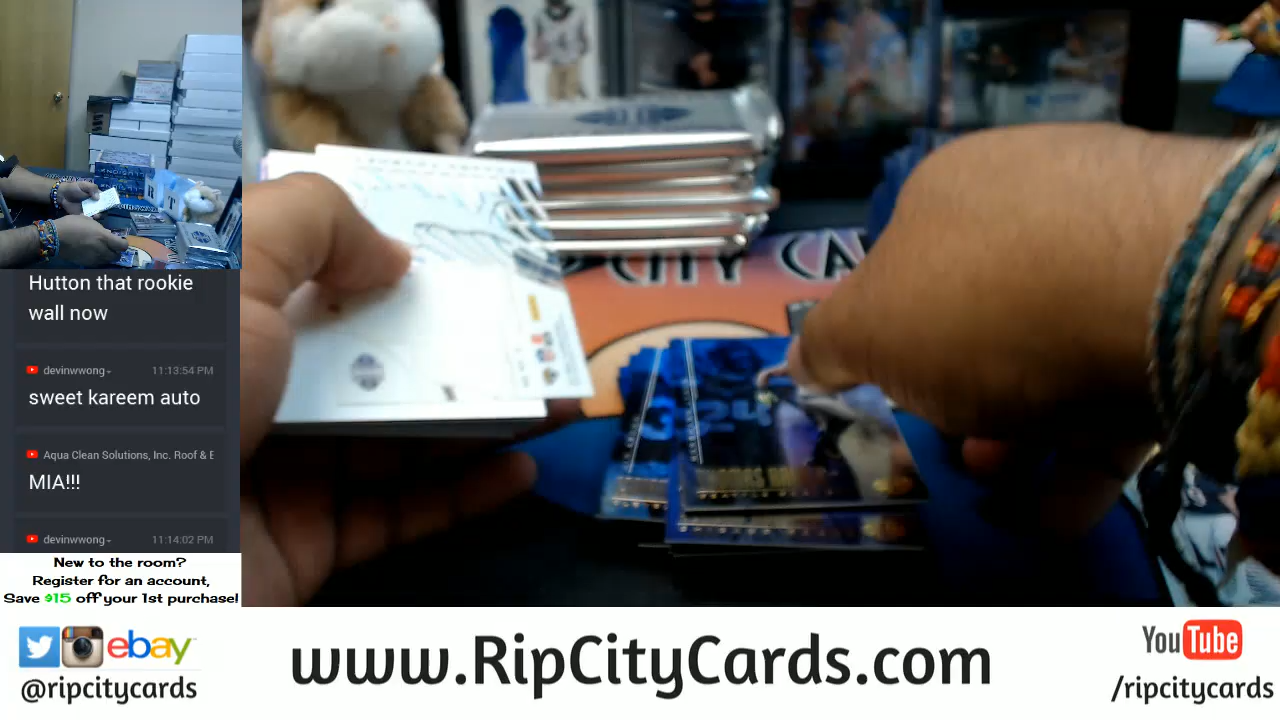 Hutton that rookie
wall now
devinwwong
11:13:54 PM
sweet kareem auto
Aqua Clean Solutions, Inc. Roof & E
MIA!!!
devinwwong
11:14:02 PM
New to the room?
Register for an account,
Save $15 off your 1st purchase!
CITY
ebay
@ripcitycards
www.RipCityCards.com
YouTube
/ripcitycards